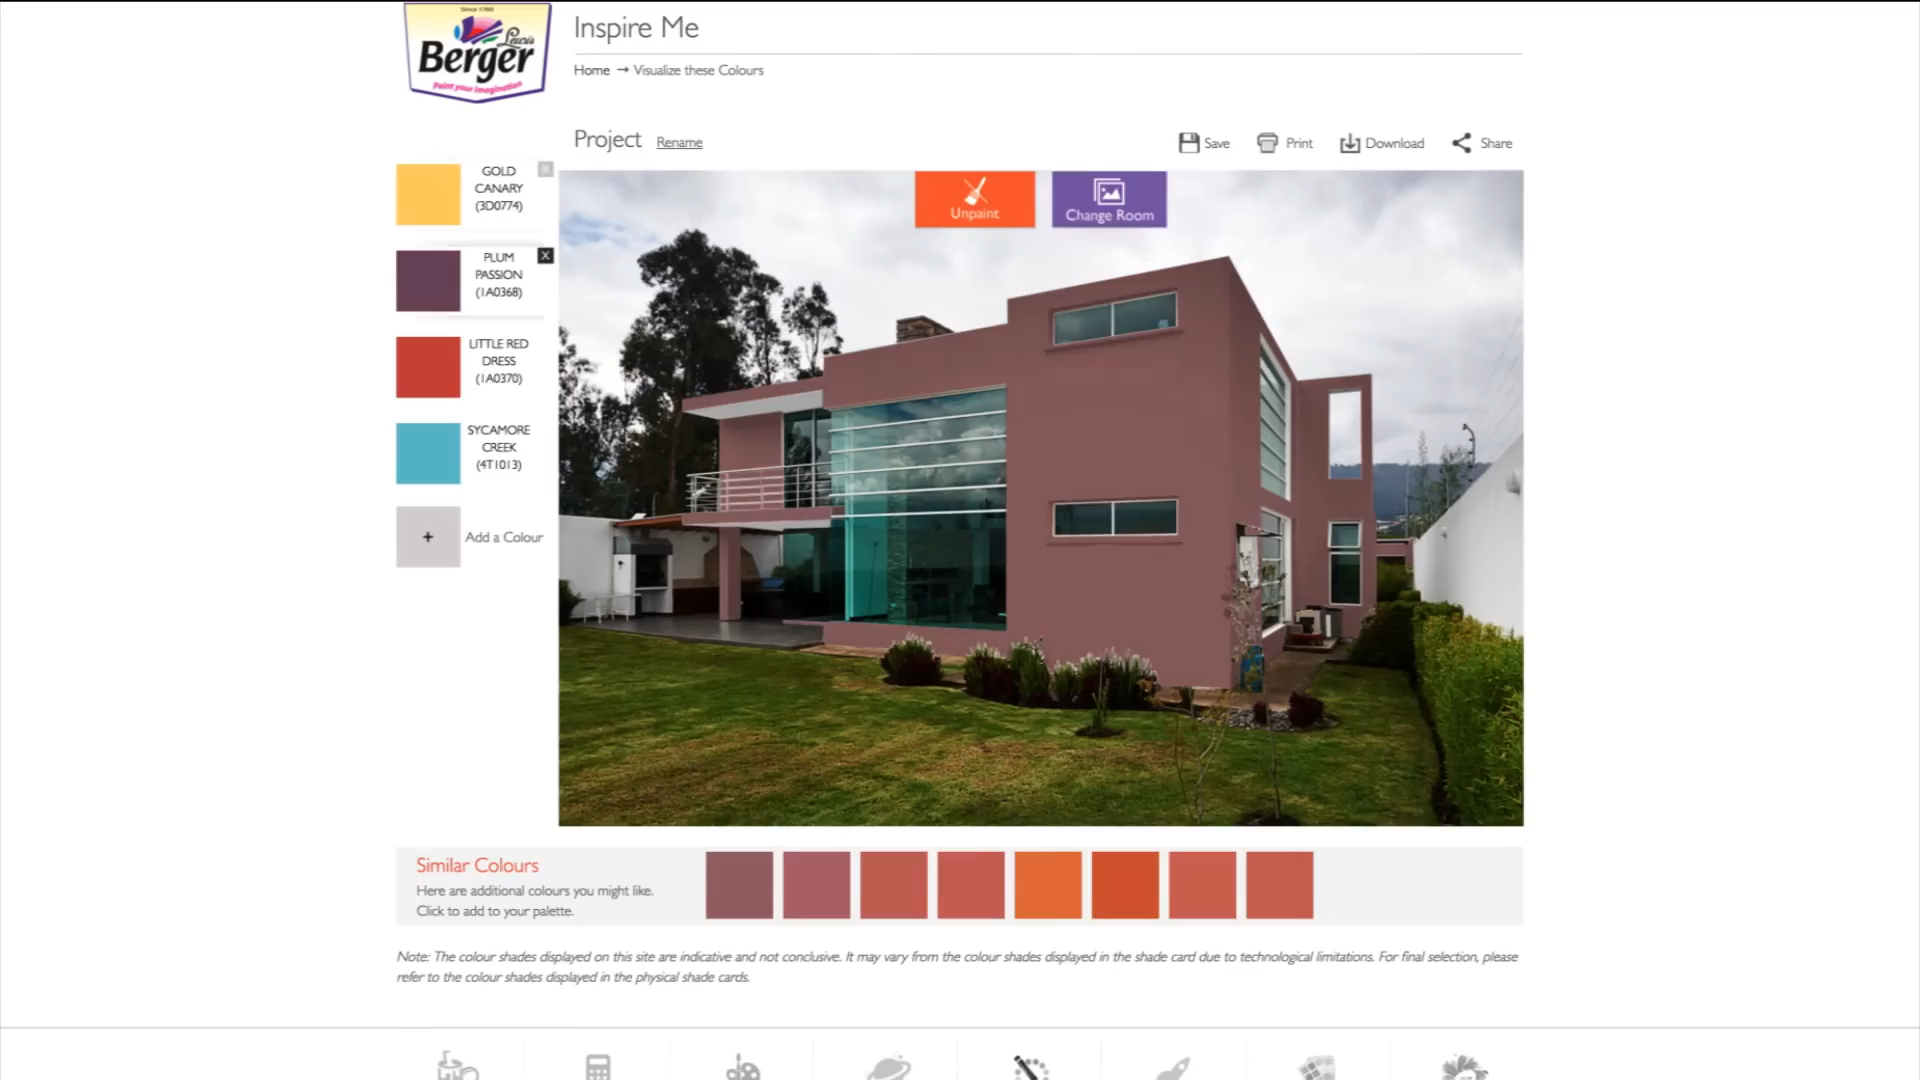 Since 1760
Lewis
Berger
Paint your imagination
Inspire Me
Home → Visualize these Colours
Project Rename
Save Print Download Share
GOLD
CANARY
(3D0774)
X
PLUM
PASSION
(1A0368)
X
LITTLE RED
DRESS
(1A0370)
SYCAMORE
CREEK
(4T1013)
+ Add a Colour
Unpaint
Change Room
Similar Colours
Here are additional colours you might like.
Click to add to your palette.
Note: The colour shades displayed on this site are indicative and not conclusive. It may vary from the colour shades displayed in the shade card due to technological limitations. For final selection, please
refer to the colour shades displayed in the physical shade cards.